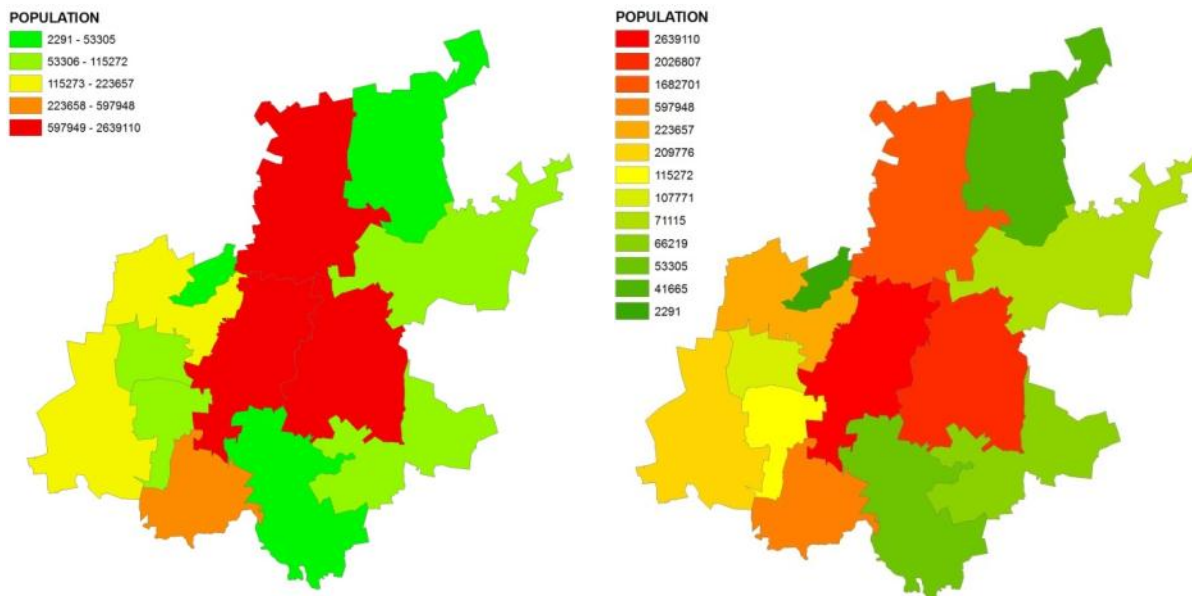 POPULATION
2291 - 53305
53306 - 115272
115273 - 223657
223658 - 597948
597949 - 2639110
POPULATION
2639110
2026807
1682701
597948
223657
209776
115272
107771
71115
66219
53305
41665
2291